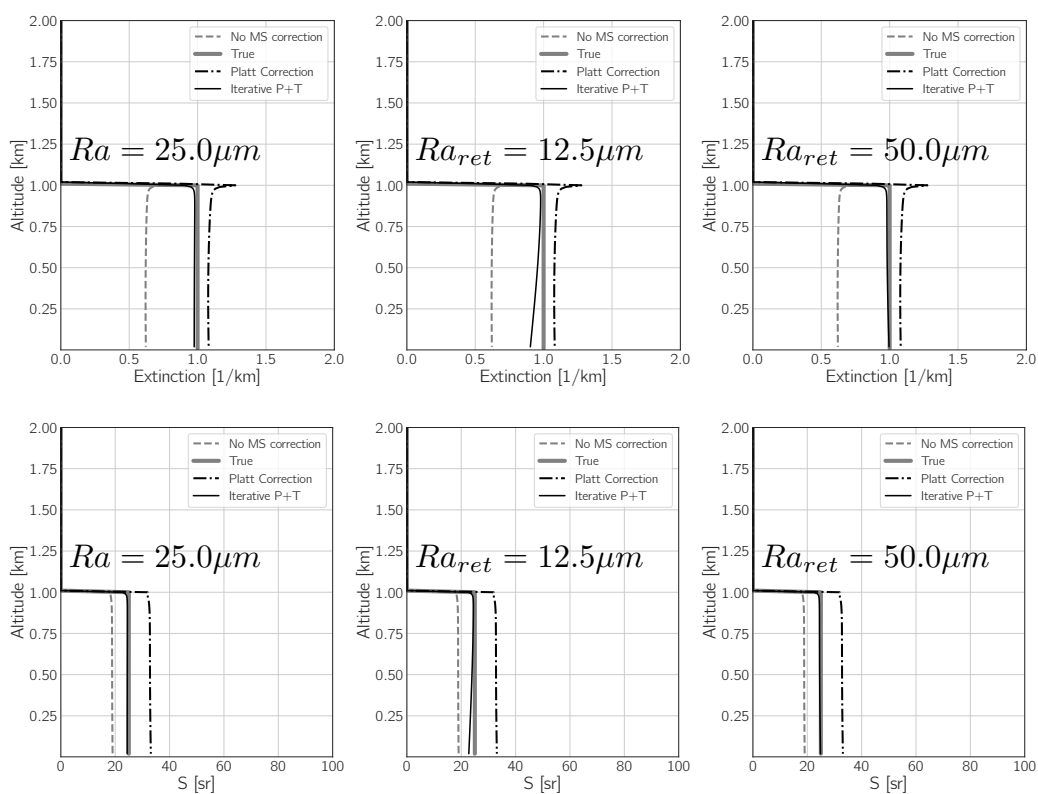 2.00
1.75
1.50
1.25
1.00
0.75
0.50
0.25
Altitude [km]
No MS correction
True
Platt Correction
Iterative P+T
Ra = 25.0μm
0.0 0.5 1.0 1.5 2.0
Extinction [1/km]
2.00
1.75
1.50
1.25
1.00
0.75
0.50
0.25
Altitude [km]
No MS correction
True
Platt Correction
Iterative P+T
Ra_ret = 12.5μm
0.0 0.5 1.0 1.5 2.0
Extinction [1/km]
2.00
1.75
1.50
1.25
1.00
0.75
0.50
0.25
Altitude [km]
No MS correction
True
Platt Correction
Iterative P+T
Ra_ret = 50.0μm
0.0 0.5 1.0 1.5 2.0
Extinction [1/km]
2.00
1.75
1.50
1.25
1.00
0.75
0.50
0.25
Altitude [km]
No MS correction
True
Platt Correction
Iterative P+T
Ra = 25.0μm
0 20 40 60 80 100
S [sr]
2.00
1.75
1.50
1.25
1.00
0.75
0.50
0.25
Altitude [km]
No MS correction
True
Platt Correction
Iterative P+T
Ra_ret = 12.5μm
0 20 40 60 80 100
S [sr]
2.00
1.75
1.50
1.25
1.00
0.75
0.50
0.25
Altitude [km]
No MS correction
True
Platt Correction
Iterative P+T
Ra_ret = 50.0μm
0 20 40 60 80 100
S [sr]